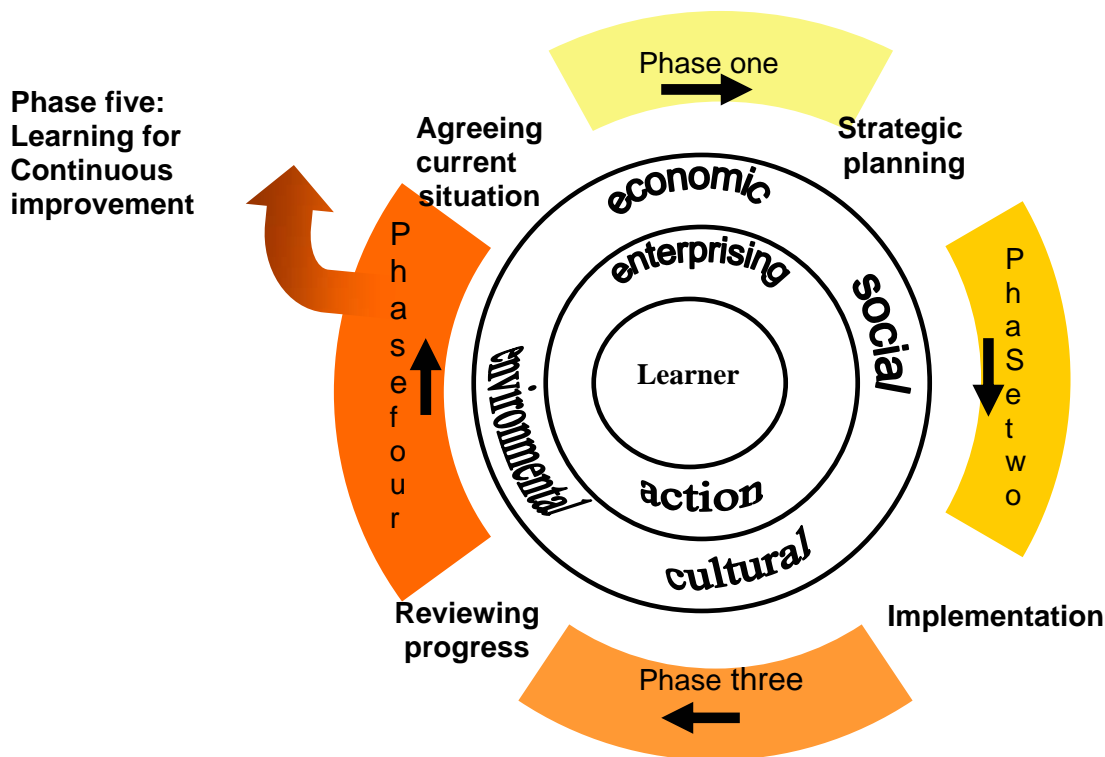 Phase one
Phase five:
Learning for
Continuous
improvement
Agreeing
current
situation
Strategic
planning
economic
enterprising
social
Learner
environmental
action
cultural
P
h
a
s
e
f
o
u
r
P
h
a
S
e
t
w
o
Reviewing
progress
Implementation
Phase three